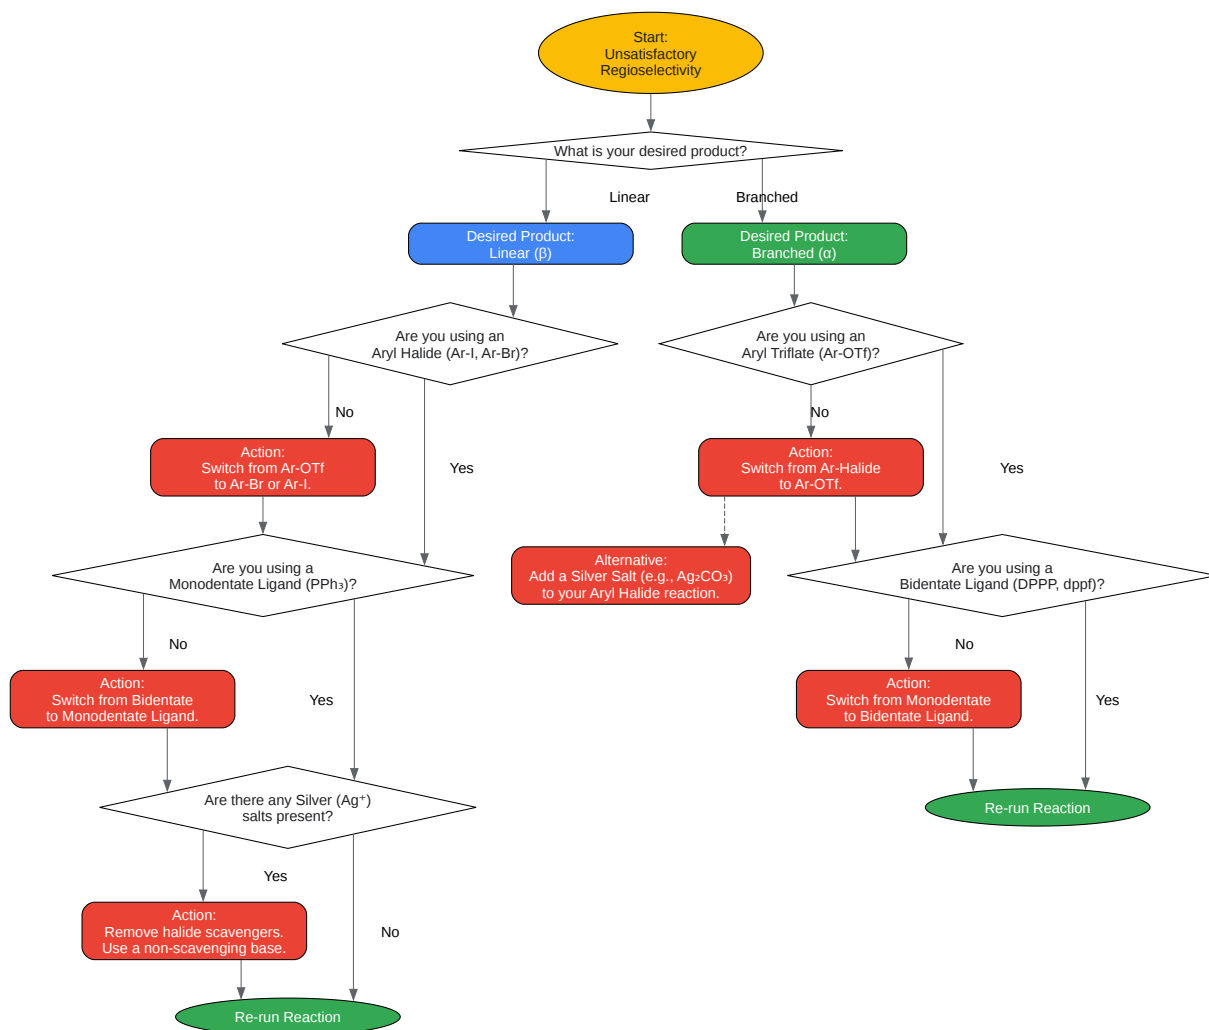 Start:
Unsatisfactory
Regioselectivity
What is your desired product?
Linear
Branched
Desired Product:
Linear (β)
Desired Product:
Branched (α)
Are you using an
Aryl Halide (Ar-I, Ar-Br)?
Are you using an
Aryl Triflate (Ar-OTf)?
No
No
Action:
Switch from Ar-OTf
to Ar-Br or Ar-I.
Yes
Action:
Switch from Ar-Halide
to Ar-OTf.
Yes
Are you using a
Monodentate Ligand (PPh₃)?
Alternative:
Add a Silver Salt (e.g., Ag₂CO₃)
to your Aryl Halide reaction.
Are you using a
Bidentate Ligand (DPPP, dppf)?
No
No
Action:
Switch from Bidentate
to Monodentate Ligand.
Yes
Action:
Switch from Monodentate
to Bidentate Ligand.
Yes
Are there any Silver (Ag⁺)
salts present?
Re-run Reaction
Yes
Action:
Remove halide scavengers.
Use a non-scavenging base.
No
Re-run Reaction